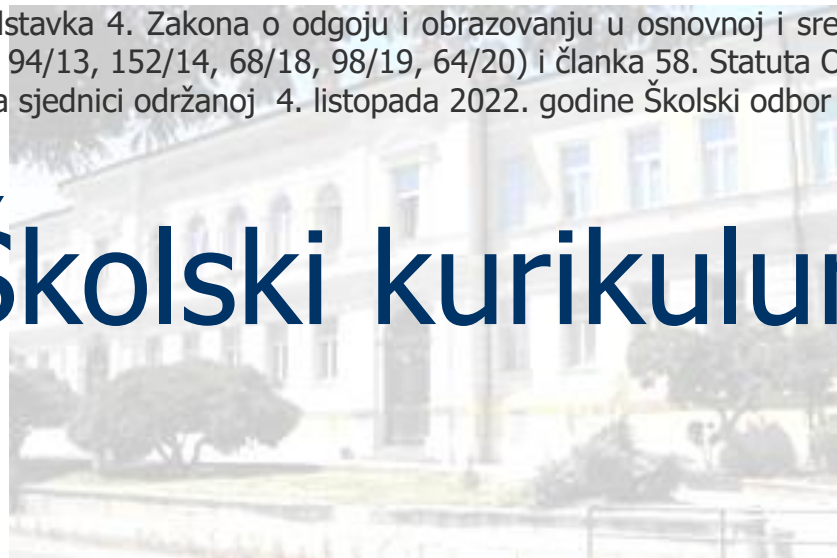 stavka 4. Zakona o odgoju i obrazovanju u osnovnoj i sre
94/13, 152/14, 68/18, 98/19, 64/20) i članka 58. Statuta
sjednici održanoj 4. listopada 2022. godine Školski odbor
Školski kurikulu